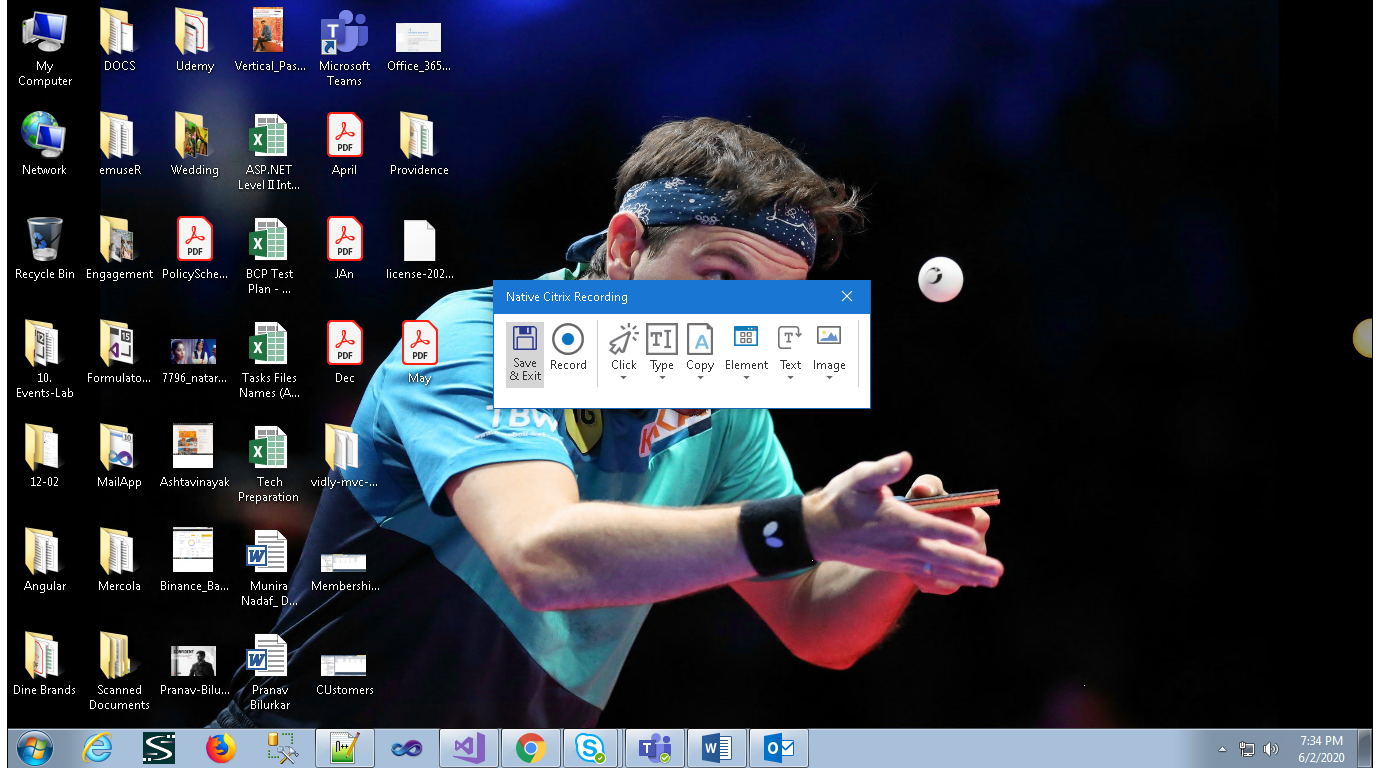 My
Computer
DOCS
Udemy
Vertical_Pas...
Microsoft
Teams
Office_365...
Network
emuseR
Wedding
ASP.NET
Level II Int...
April
Providence
Recycle Bin
Engagement
PolicySche...
BCP Test
Plan - ...
JAn
license-202...
10.
Events-Lab
Formulato...
7796_natar...
Tasks Files
Names (A...
Dec
May
12-02
MailApp
Ashtavinayak
Tech
Preparation
vidly-mvc-...
Angular
Mercola
Binance_Ba...
Munira
Nadaf_ D...
Membershi...
Dine Brands
Scanned
Documents
Pranav-Bilu...
Pranav
Bilurkar
CUstomers
PDF
PDF
PDF
PDF
PDF
Native Citrix Recording
Save
& Exit
Record
Click
Type
Copy
Element
Text
Image
TBW
7:34 PM
6/2/2020